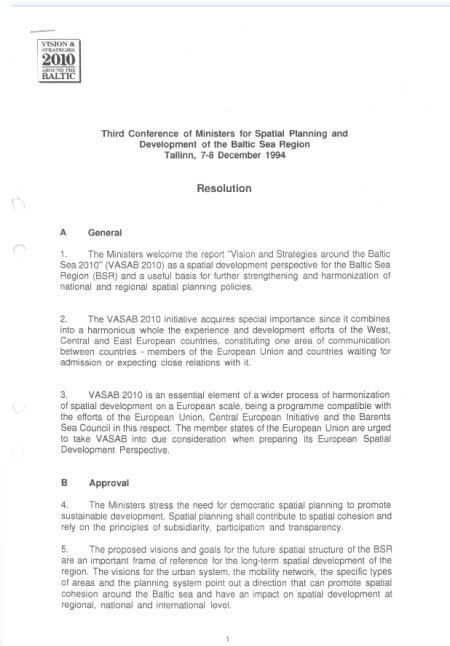 VISION &
STRATEGIES
2010
AROUND THE
BALTIC
Third Conference of Ministers for Spatial Planning and
Development of the Baltic Sea Region
Tallinn, 7-8 December 1994
Resolution
A General
1. The Ministers welcome the report "Vision and Strategies around the Baltic
Sea 2010" (VASAB 2010) as a spatial development perspective for the Baltic Sea
Region (BSR) and a useful basis for further strengthening and harmonization of
national and regional spatial planning policies.
2. The VASAB 2010 initiative acquires special importance since it combines
into a harmonious whole the experience and development efforts of the West,
Central and East European countries, constituting one area of communication
between countries - members of the European Union and countries waiting for
admission or expecting close relations with it.
3. VASAB 2010 is an essential element of a wider process of harmonization
of spatial development on a European scale, being a programme compatible with
the efforts of the European Union, Central European Initiative and the Barents
Sea Council in this respect. The member states of the European Union are urged
to take VASAB into due consideration when preparing its European Spatial
Development Perspective.
B Approval
4. The Ministers stress the need for democratic spatial planning to promote
sustainable development. Spatial planning shall contribute to spatial cohesion and
rely on the principles of subsidiarity, participation and transparency.
5. The proposed visions and goals for the future spatial structure of the BSR
are an important frame of reference for the long-term spatial development of the
region. The visions for the urban system, the mobility network, the specific types
of areas and the planning system point out a direction that can promote spatial
cohesion around the Baltic sea and have an impact on spatial development at
regional, national and international level.
1